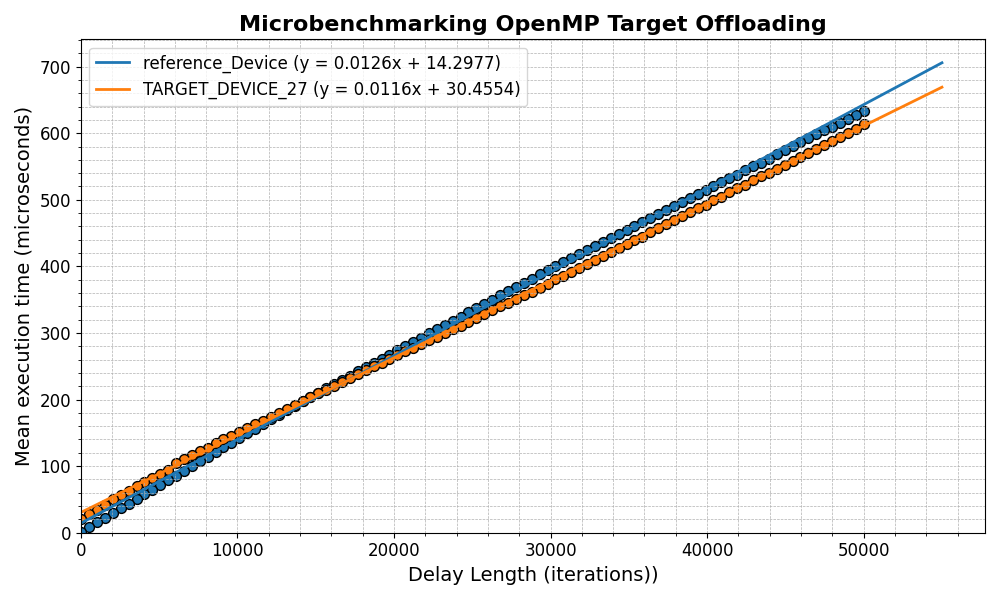 Microbenchmarking OpenMP Target Offloading
reference_Device (y = 0.0126x + 14.2977)
TARGET_DEVICE_27 (y = 0.0116x + 30.4554)
Mean execution time (microseconds)
700
600
500
400
300
200
100
0
0 10000 20000 30000 40000 50000
Delay Length (iterations))